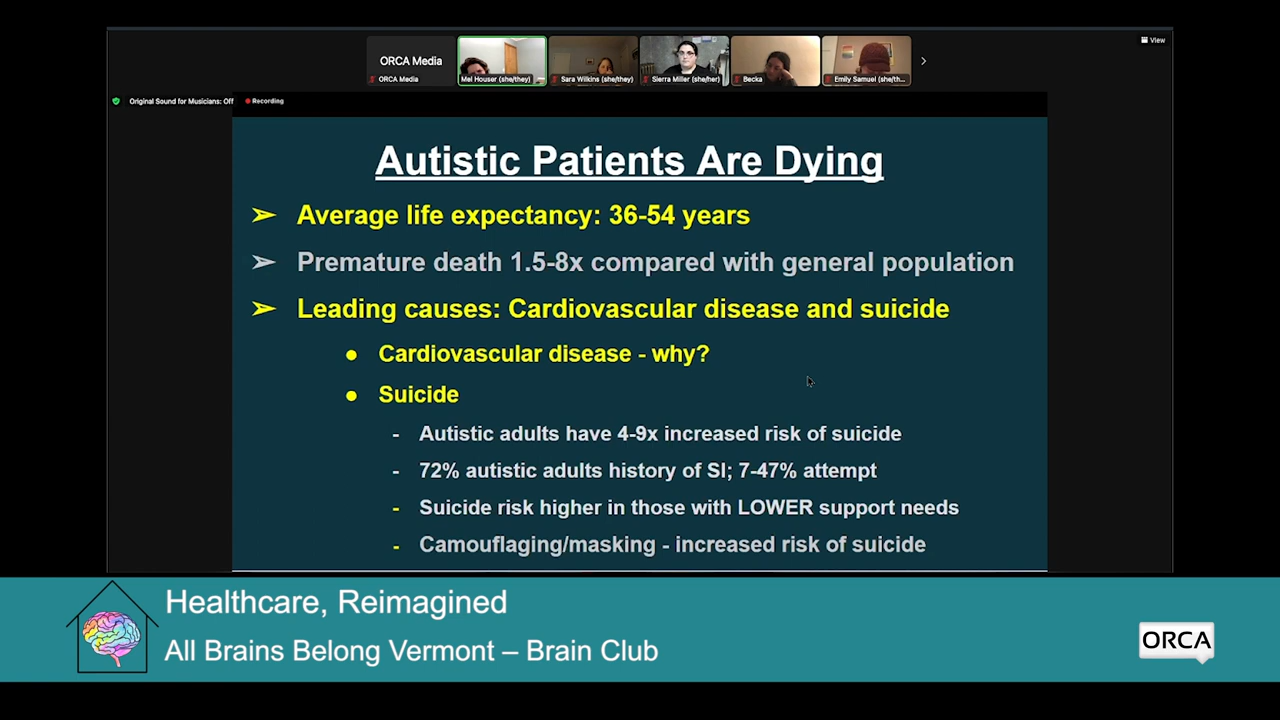 View
ORCA Media
ORCA Media
Mel Houser (she/they)
Sara Wilkins (she/they)
Sierra Miller (she/her)
Becka
Emily Samuel (she/th...
Original Sound for Musicians: Off
Recording
Autistic Patients Are Dying
➢ Average life expectancy: 36-54 years
➢ Premature death 1.5-8x compared with general population
➢ Leading causes: Cardiovascular disease and suicide
● Cardiovascular disease - why?
● Suicide
- Autistic adults have 4-9x increased risk of suicide
- 72% autistic adults history of SI; 7-47% attempt
- Suicide risk higher in those with LOWER support needs
- Camouflaging/masking - increased risk of suicide
Healthcare, Reimagined
All Brains Belong Vermont – Brain Club
ORCA